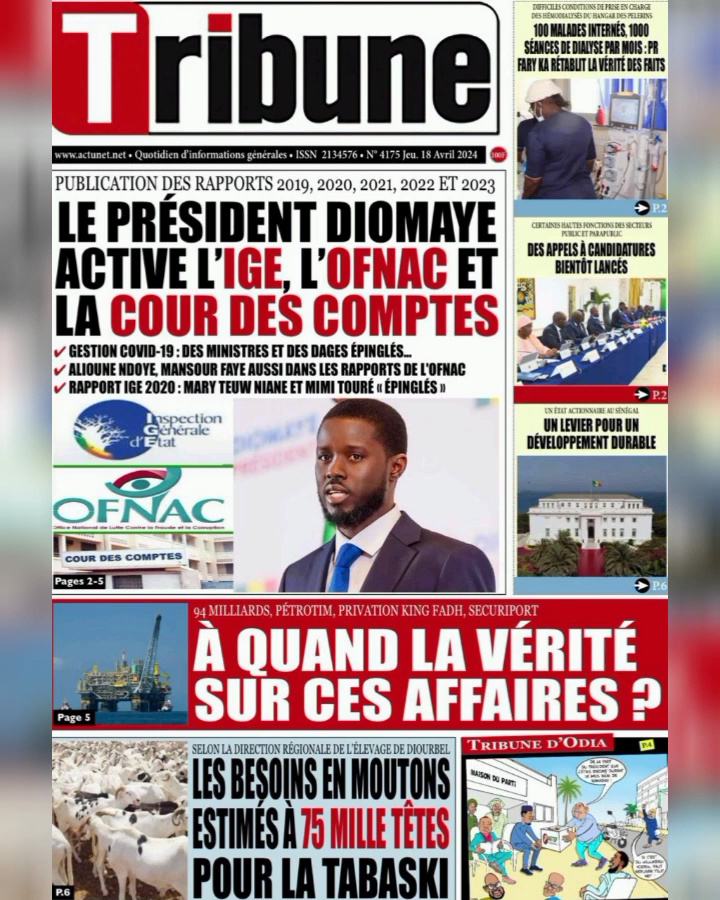 Tribune
www.actunet.net • Quotidien d'informations générales • ISSN 2134576 • N° 4175 Jeu. 18 Avril 2024
100F
PUBLICATION DES RAPPORTS 2019, 2020, 2021, 2022 ET 2023
LE PRÉSIDENT DIOMAYE
ACTIVE L'IGE, L'OFNAC ET
LA COUR DES COMPTES
✓ GESTION COVID-19 : DES MINISTRES ET DES DAGES ÉPINGLÉS...
✓ ALIOUNE NDOYE, MANSOUR FAYE AUSSI DANS LES RAPPORTS DE L'OFNAC
✓ RAPPORT IGE 2020 : MARY TEUW NIANE ET MIMI TOURÉ « ÉPINGLÉS »
Inspection
Générale
d'Etat
OFNAC
Office National de Lutte Contre la Fraude et la Corruption
COUR DES COMPTES
Pages 2-5
DIFFICILES CONDITIONS DE PRISE EN CHARGE
DES HÉMODIALYSÉS DU HANGAR DES PELERINS
100 MALADES INTERNÉS, 1000
SÉANCES DE DIALYSE PAR MOIS : PR
FARY KA RÉTABLIT LA VÉRITÉ DES FAITS
P.2
CERTAINES HAUTES FONCTIONS DES SECTEURS
PUBLIC ET PARAPUBLIC
DES APPELS À CANDIDATURES
BIENTÔT LANCÉS
P.2
UN ÉTAT ACTIONNAIRE AU SÉNÉGAL
UN LEVIER POUR UN
DÉVELOPPEMENT DURABLE
P.6
94 MILLIARDS, PÉTROTIM, PRIVATION KING FADH, SECURIPORT
À QUAND LA VÉRITÉ
SUR CES AFFAIRES ?
Page 5
SELON LA DIRECTION RÉGIONALE DE L'ÉLEVAGE DE DIOURBEL
LES BESOINS EN MOUTONS
ESTIMÉS À 75 MILLE TÊTES
POUR LA TABASKI
P.6
TRIBUNE D'ODIA
P.4
MAISON DU PARTI
DE LA PART
DU PRÉSIDENT